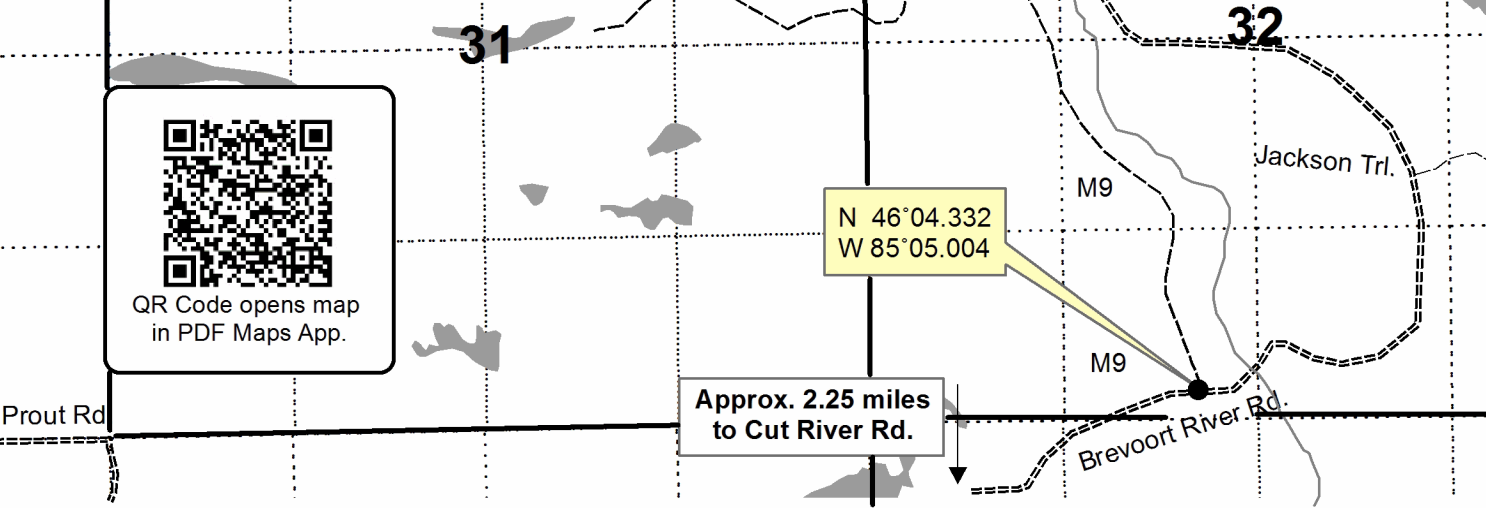 31
32
Jackson Trl.
M9
N 46°04.332
W 85°05.004
QR Code opens map
in PDF Maps App.
M9
Approx. 2.25 miles
to Cut River Rd.
Prout Rd
Brevoort River Rd.